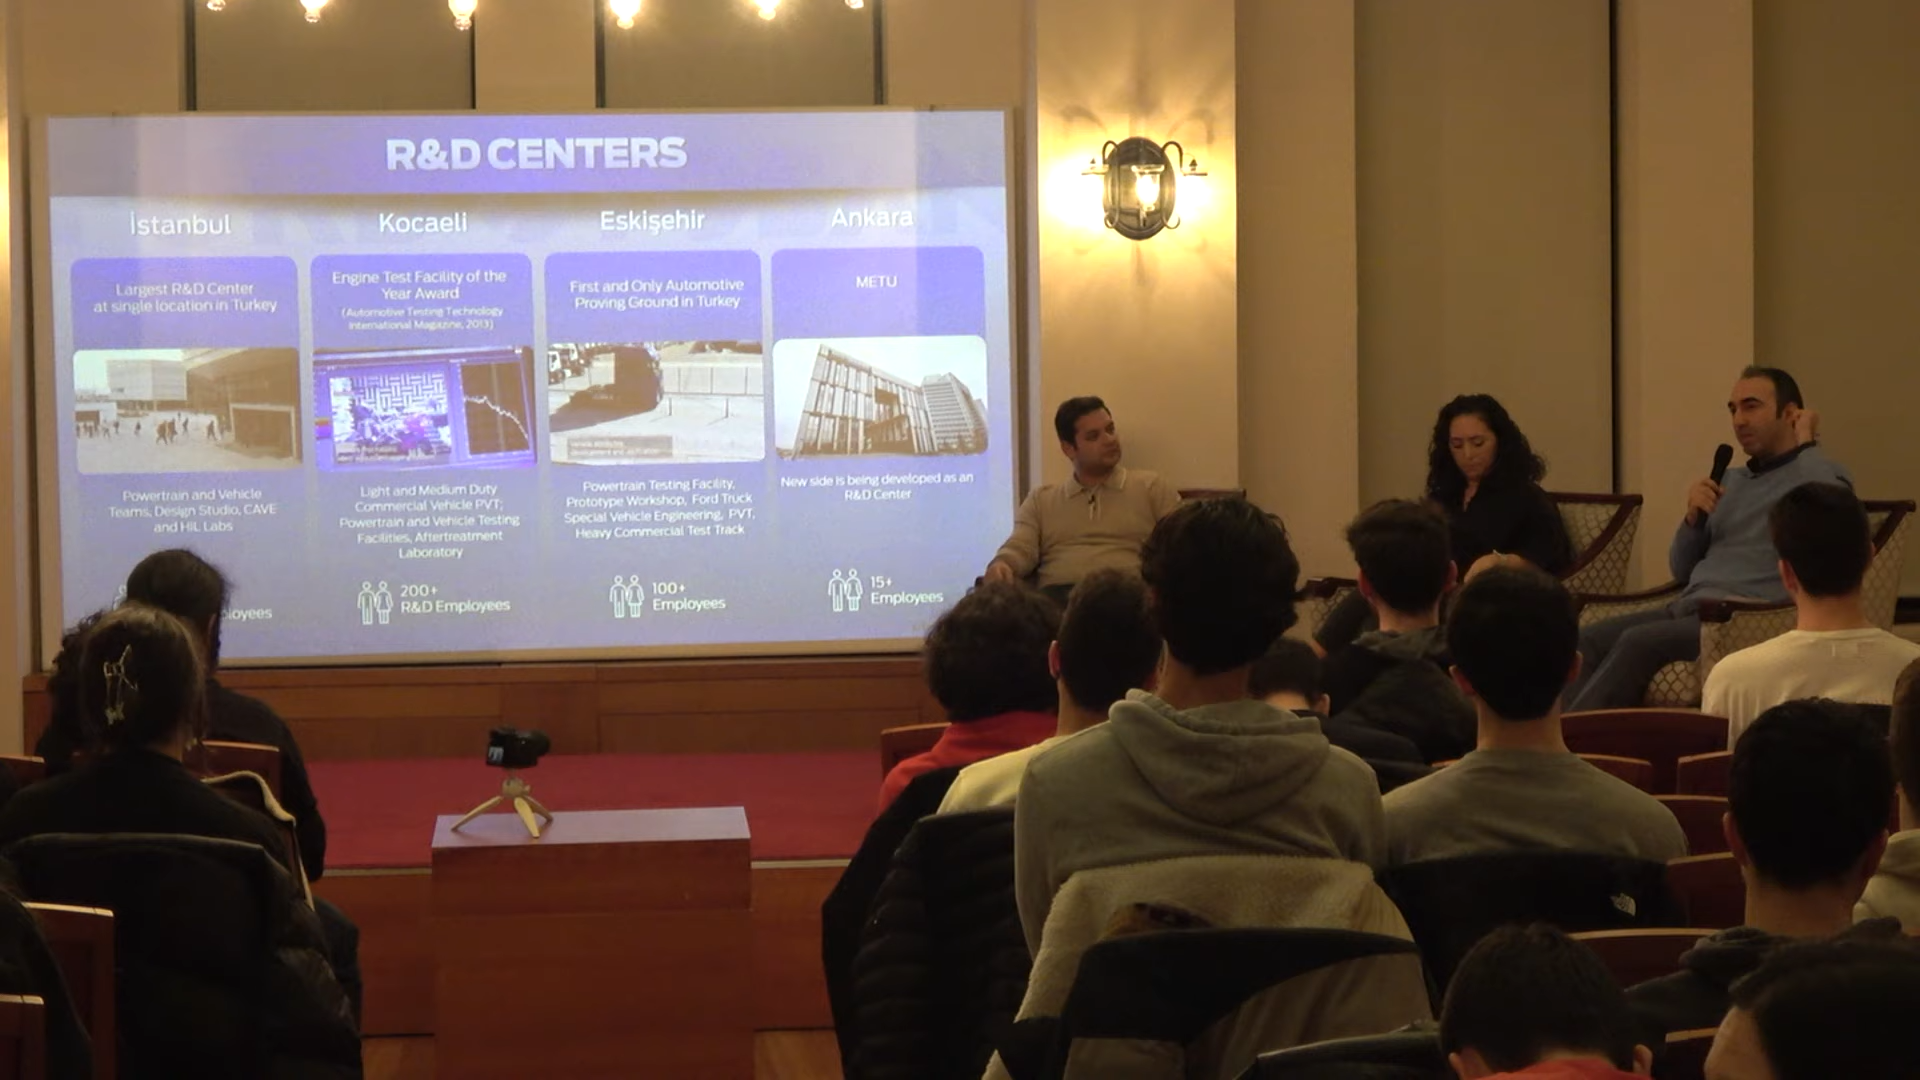 R&D CENTERS
İstanbul
Largest R&D Center
at single location in Turkey
Powertrain and Vehicle
Teams, Design Studio, CAVE
and HIL Labs
Kocaeli
Engine Test Facility of the
Year Award
(Automotive Testing Technology
International Magazine, 2013)
Light and Medium Duty
Commercial Vehicle PVT;
Powertrain and Vehicle Testing
Facilities, Aftertreatment
Laboratory
200+
R&D Employees
Eskişehir
First and Only Automotive
Proving Ground in Turkey
Powertrain Testing Facility,
Prototype Workshop, Ford Truck
Special Vehicle Engineering, PVT,
Heavy Commercial Test Track
100+
Employees
Ankara
METU
New side is being developed as an
R&D Center
15+
Employees